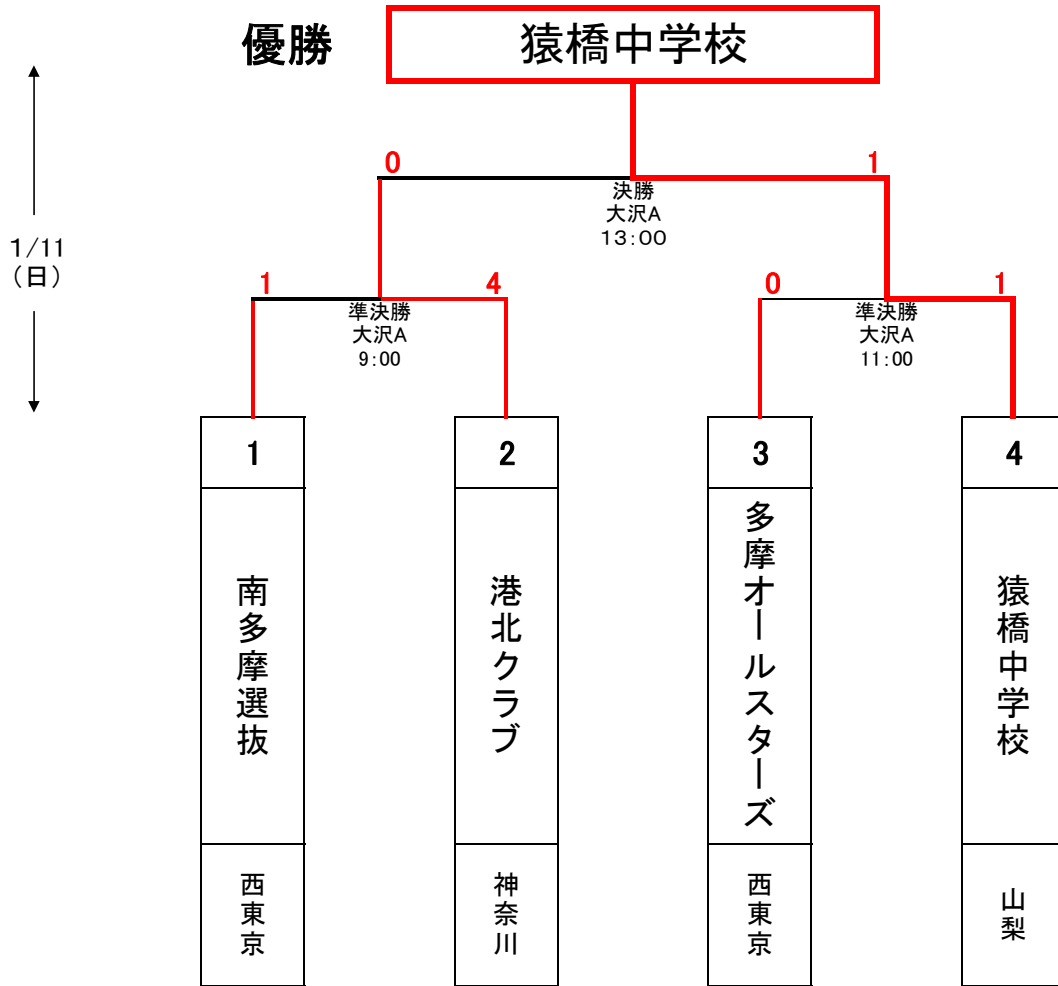 優勝
猿橋中学校
0
1
決勝
大沢A
13:00
1/11
(日)
1
4
0
1
準決勝
大沢A
9:00
準決勝
大沢A
11:00
1
2
3
4
南多摩選抜
港北クラブ
多摩オールスターズ
猿橋中学校
西東京
神奈川
西東京
山梨